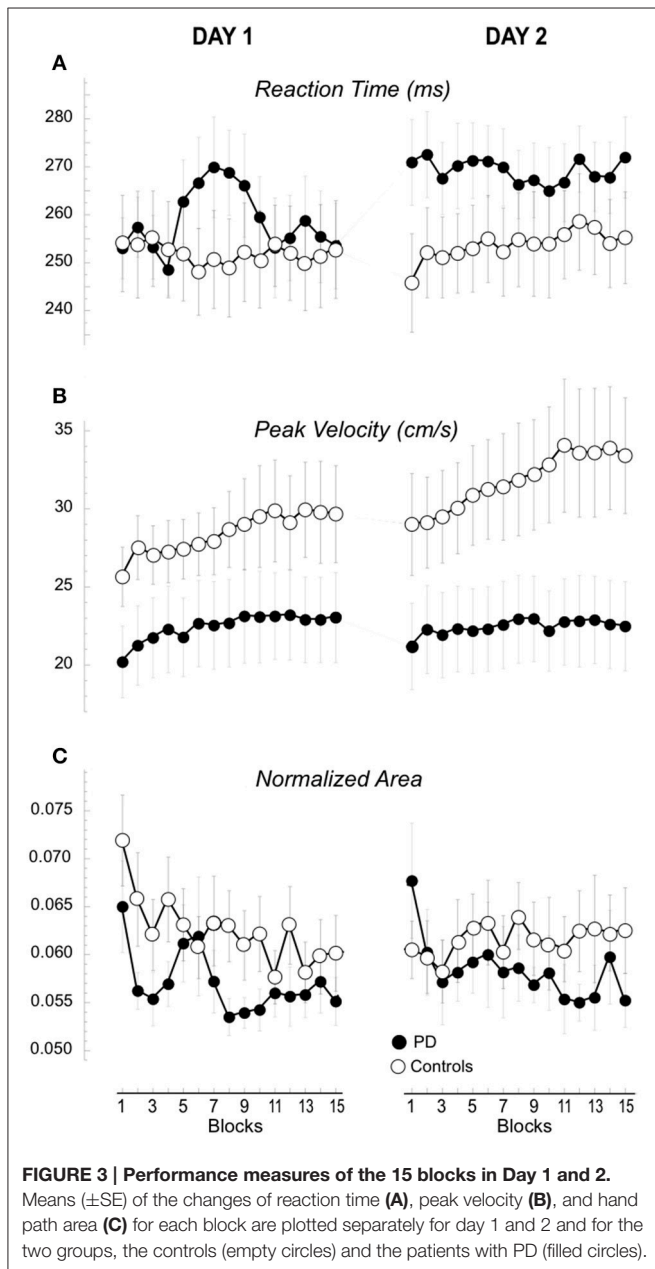 DAY 1 DAY 2
A
Reaction Time (ms)
280
270
260
250
240
B
Peak Velocity (cm/s)
35
30
25
20
C
Normalized Area
0.075
0.070
0.065
0.060
0.055
0.050
PD
Controls
1 3 5 7 9 11 13 15 1 3 5 7 9 11 13 15
Blocks Blocks
FIGURE 3 | Performance measures of the 15 blocks in Day 1 and 2.
Means (±SE) of the changes of reaction time (A), peak velocity (B), and hand
path area (C) for each block are plotted separately for day 1 and 2 and for the
two groups, the controls (empty circles) and the patients with PD (filled circles).